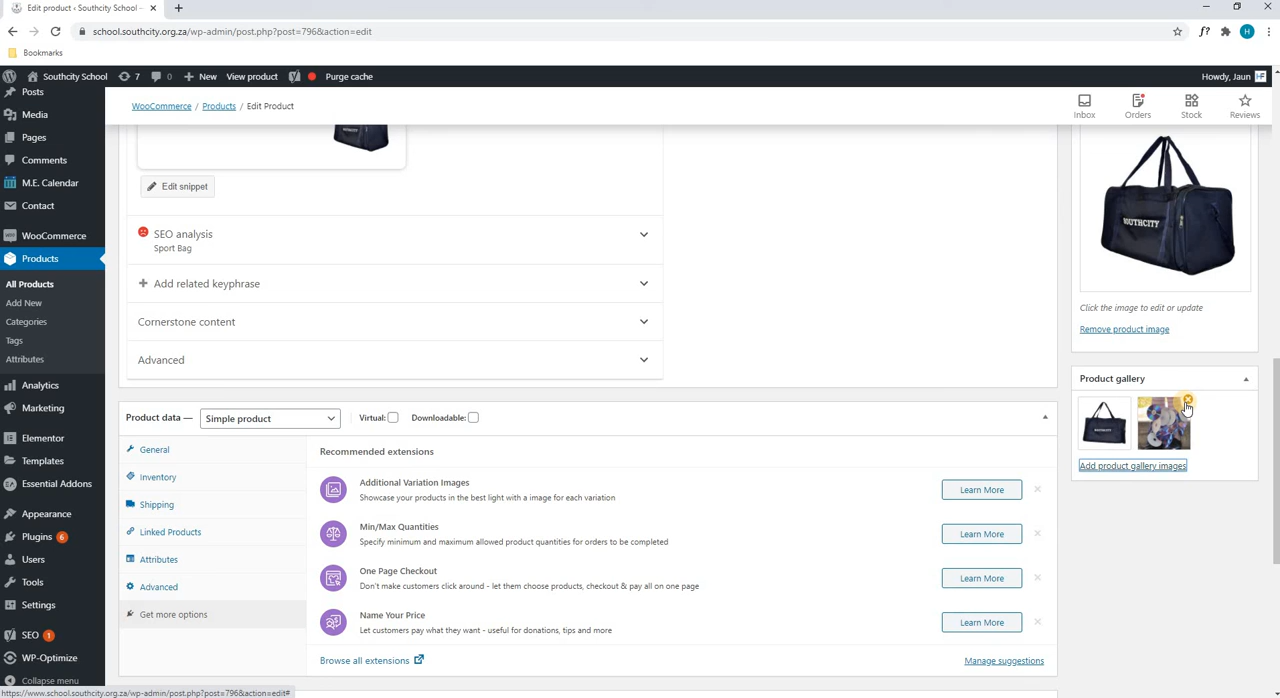 Edit product ‹ Southcity School –
school.southcity.org.za/wp-admin/post.php?post=796&action=edit
f?
H
Bookmarks
Southcity School
7
0
New
View product
Purge cache
Howdy, Jaun
Posts
Media
Pages
Comments
M.E. Calendar
Contact
WooCommerce
Products
All Products
Add New
Categories
Tags
Attributes
Analytics
Marketing
Elementor
Templates
Essential Addons
Appearance
Plugins 6
Users
Tools
Settings
SEO 1
WP-Optimize
Collapse menu
WooCommerce / Products / Edit Product
Inbox
Orders
Stock
Reviews
Edit snippet
SEO analysis
Sport Bag
Add related keyphrase
Cornerstone content
Advanced
Product data —
Simple product
Virtual:
Downloadable:
General
Inventory
Shipping
Linked Products
Attributes
Advanced
Get more options
Recommended extensions
Additional Variation Images
Showcase your products in the best light with a image for each variation
Learn More
Min/Max Quantities
Specify minimum and maximum allowed product quantities for orders to be completed
Learn More
One Page Checkout
Don't make customers click around - let them choose products, checkout & pay all on one page
Learn More
Name Your Price
Let customers pay what they want - useful for donations, tips and more
Learn More
Browse all extensions
Manage suggestions
SOUTHCITY
Click the image to edit or update
Remove product image
Product gallery
SOUTHCITY
Add product gallery images
https://www.school.southcity.org.za/wp-admin/post.php?post=796&action=edit#